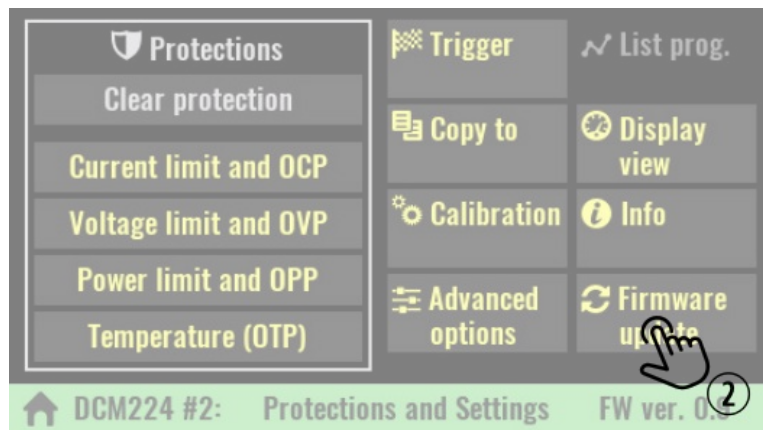 Protections
Clear protection
Current limit and OCP
Voltage limit and OVP
Power limit and OPP
Temperature (OTP)
Trigger
List prog.
Copy to
Display
view
Calibration
Info
Advanced
options
Firmware
DCM224 #2: Protections and Settings FW ver.
2